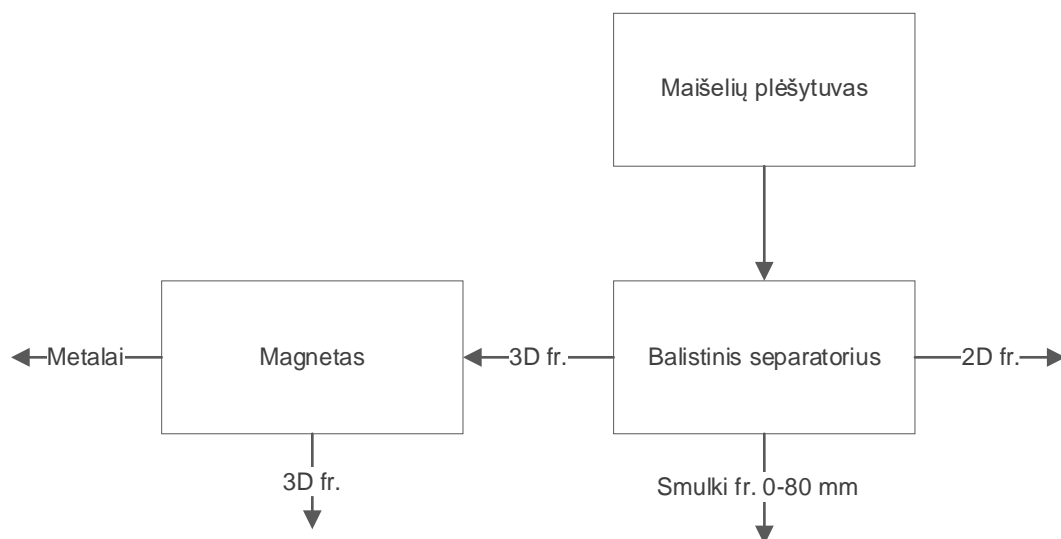 Maišelių plėšytuvas
Metalai
Magnetas
3D fr.
Balistinis separatorius
2D fr.
3D fr.
Smulki fr. 0-80 mm